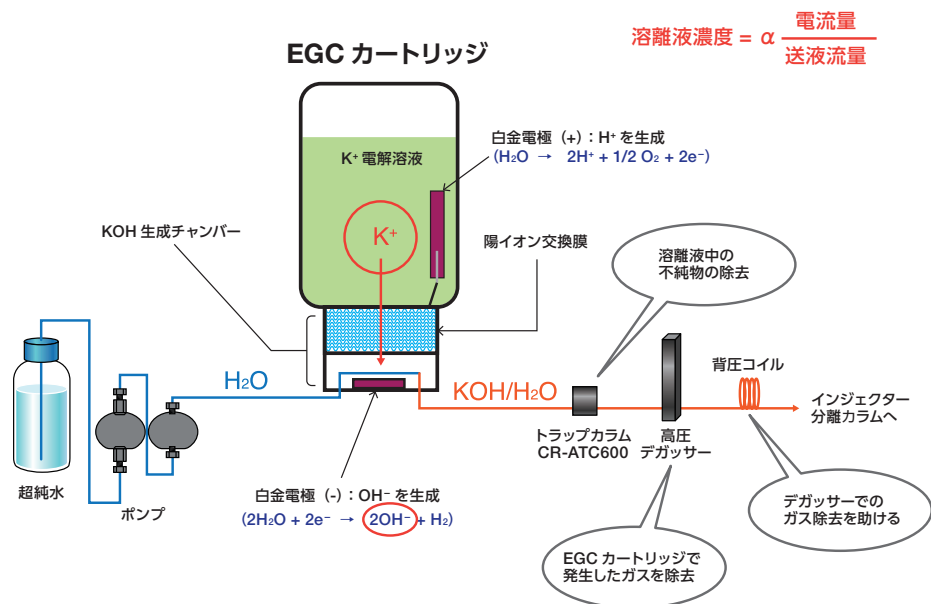 溶離液濃度 = α 電流量
送液流量
EGC カートリッジ
白金電極（+）：H⁺ を生成
(H₂O → 2H⁺ + 1/2 O₂ + 2e⁻)
K⁺ 電解溶液
KOH 生成チャンバー
K⁺
陽イオン交換膜
溶離液中の
不純物の除去
H₂O
KOH/H₂O
背圧コイル
インジェクター
分離カラムへ
トラップカラム
CR-ATC600
高圧
デガッサー
超純水
ポンプ
白金電極（-）：OH⁻ を生成
(2H₂O + 2e⁻ → 2OH⁻ + H₂)
デガッサーでの
ガス除去を助ける
EGC カートリッジで
発生したガスを除去